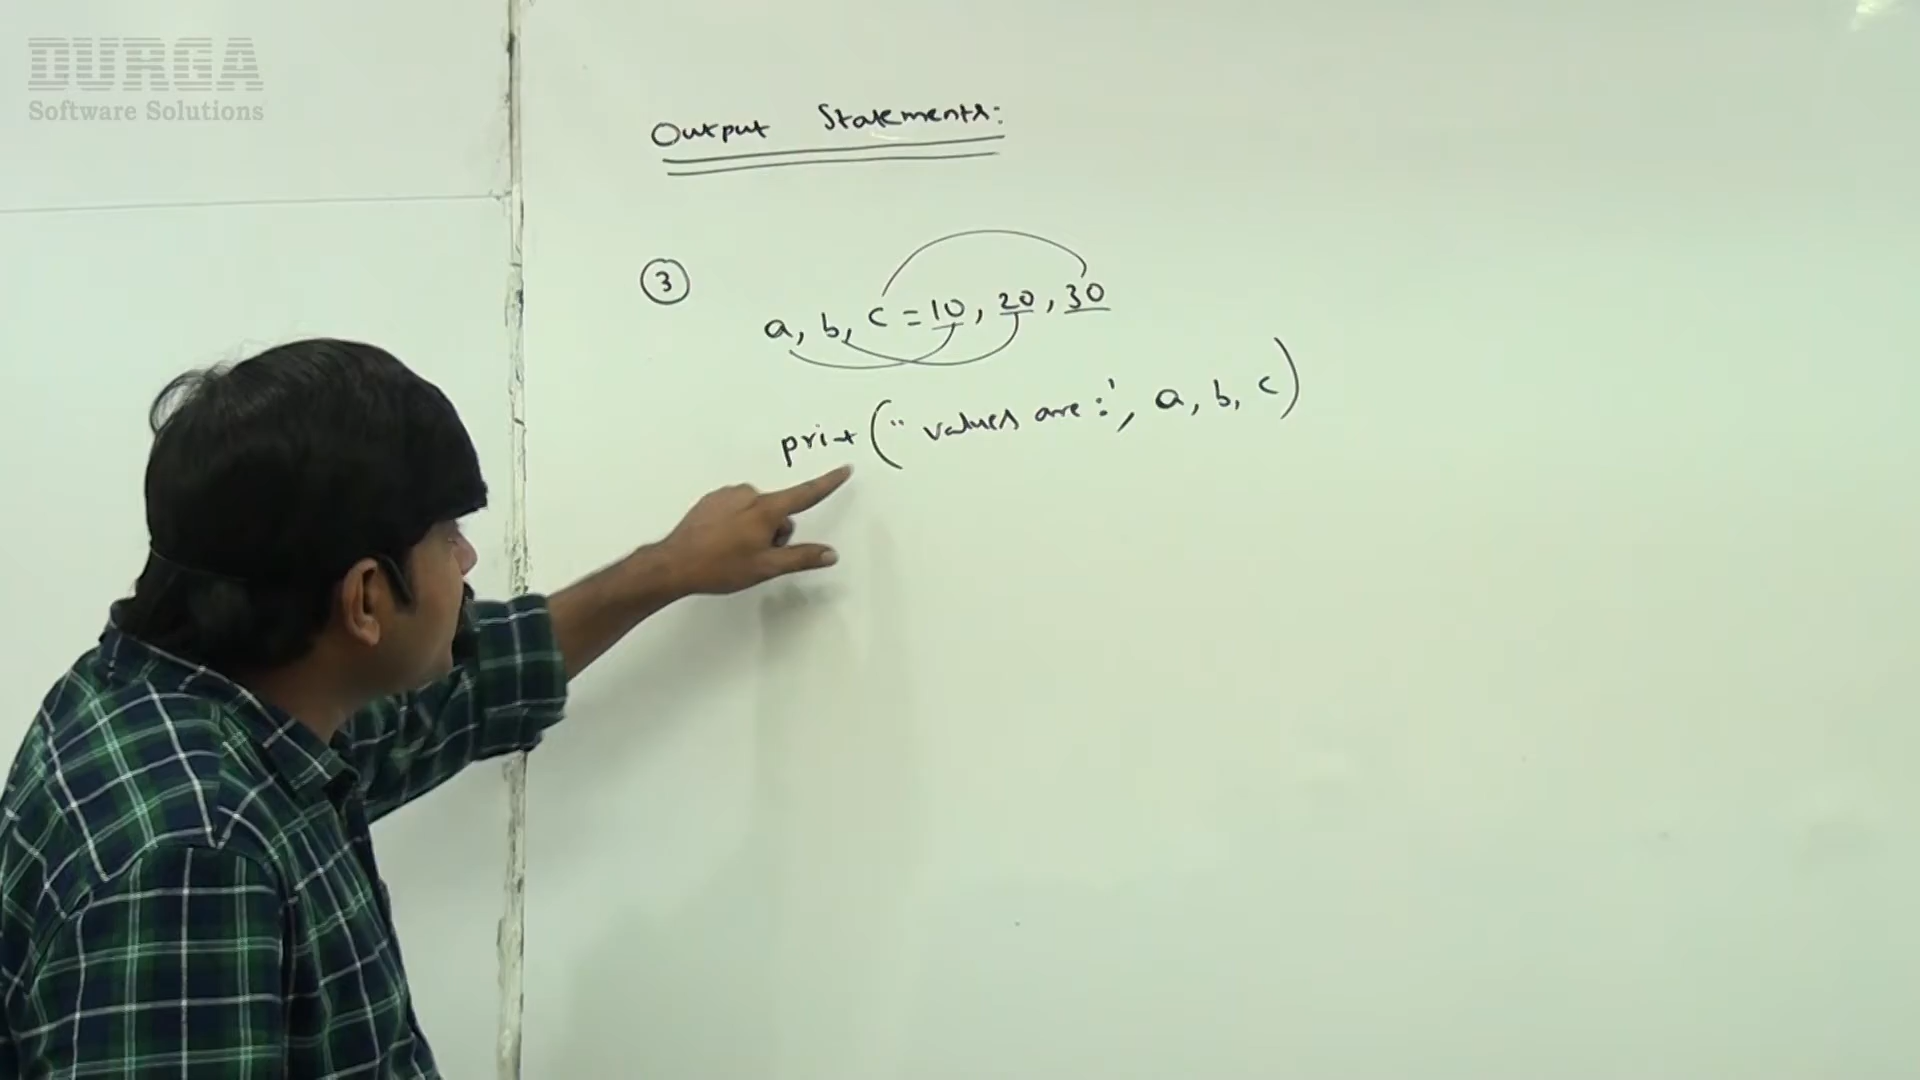 DURGA
Software Solutions
Output Statements:
3
a, b, c = 10, 20, 30
print (" values are:', a, b, c)